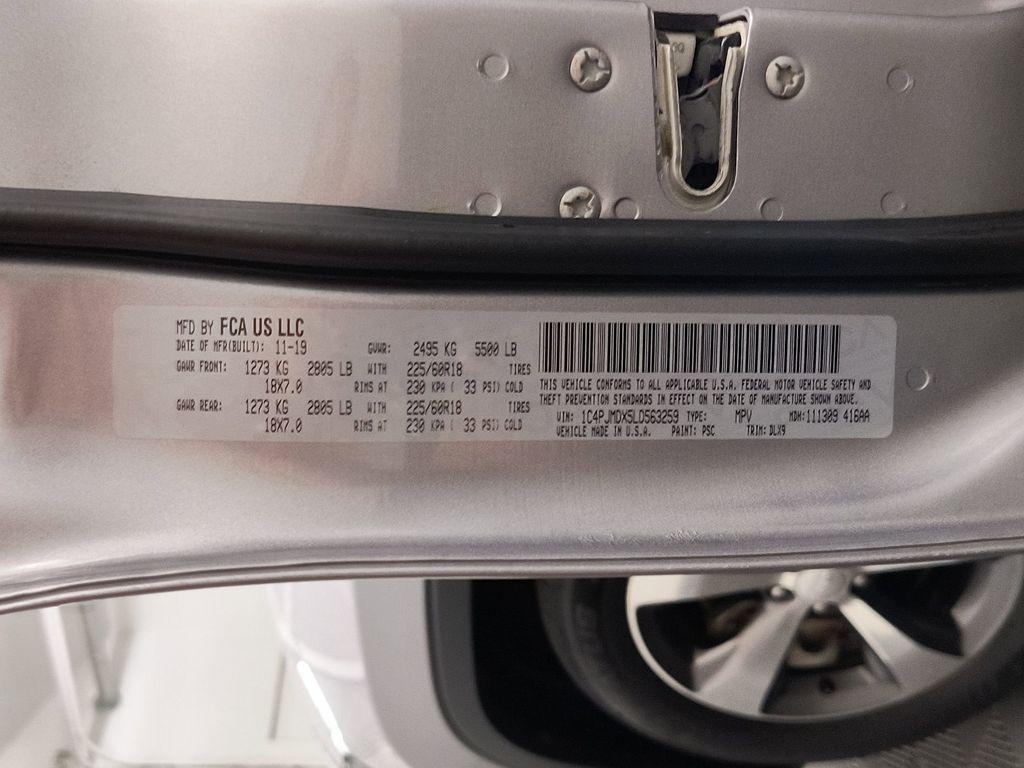 MFD BY FCA US LLC
DATE OF MFR(BUILT): 11-19 GVWR: 2495 KG 5500 LB
GAWR FRONT: 1273 KG 2805 LB WITH 225/60R18 TIRES
18X7.0 RIMS AT 230 KPA ( 33 PSI) COLD
GAWR REAR: 1273 KG 2805 LB WITH 225/60R18 TIRES
18X7.0 RIMS AT 230 KPA ( 33 PSI) COLD
THIS VEHICLE CONFORMS TO ALL APPLICABLE U.S.A. FEDERAL MOTOR VEHICLE SAFETY AND
THEFT PREVENTION STANDARDS IN EFFECT ON THE DATE OF MANUFACTURE SHOWN ABOVE.
VIN: 1C4PJMDX5LD563259 TYPE: MPV MDH:111309 416AA
VEHICLE MADE IN U.S.A. PAINT: PSC TRIM:DLX9